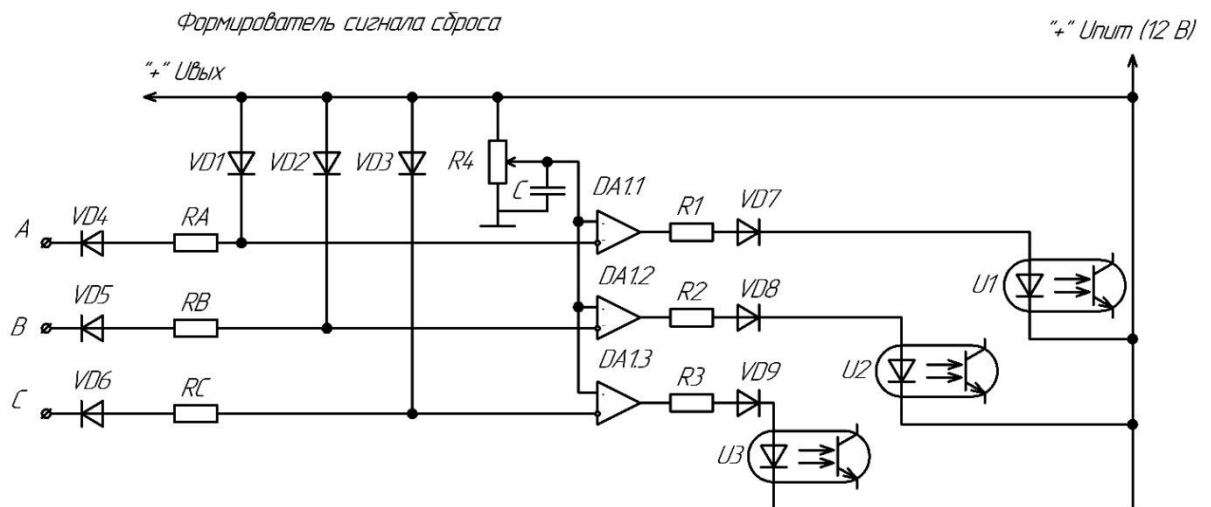 Формирователь сигнала сброса
"+" Uпит (12 В)
"+" Uвых
VD1
VD2
VD3
R4
C
DA1.1
R1
VD7
VD4
RA
A
U1
DA1.2
R2
VD8
VD5
RB
B
DA1.3
U2
R3
VD9
VD6
RC
C
U3